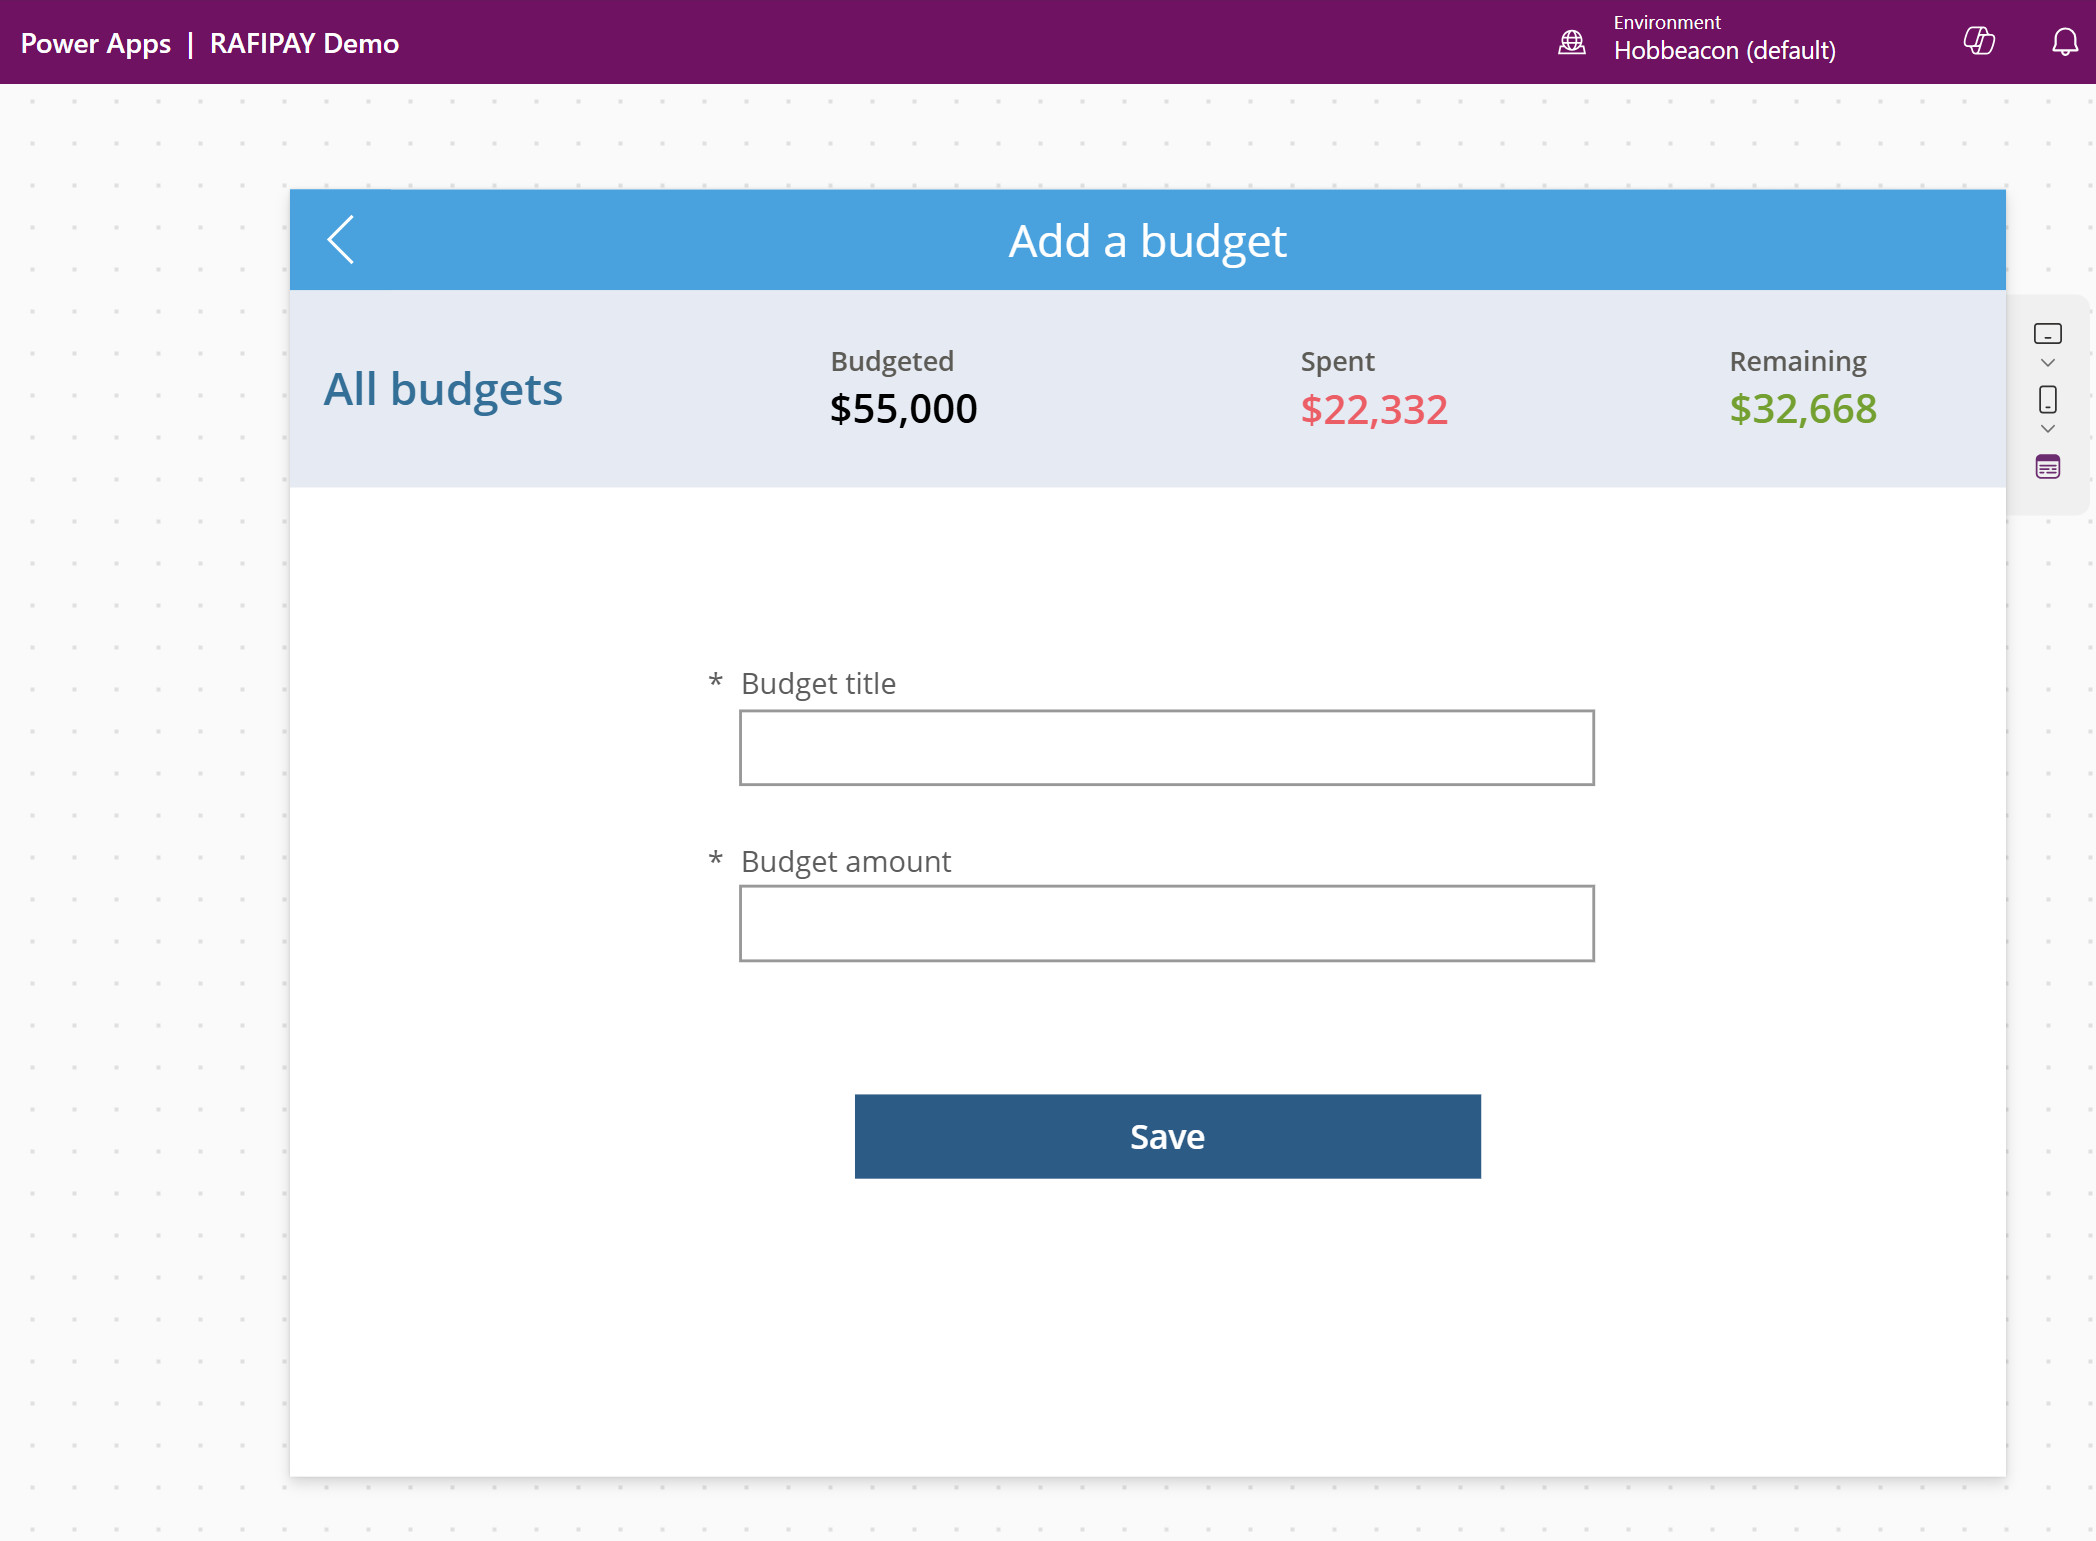 Power Apps | RAFIPAY Demo
Environment
Hobbeacon (default)
Add a budget
All budgets
Budgeted
$55,000
Spent
$22,332
Remaining
$32,668
* Budget title
* Budget amount
Save